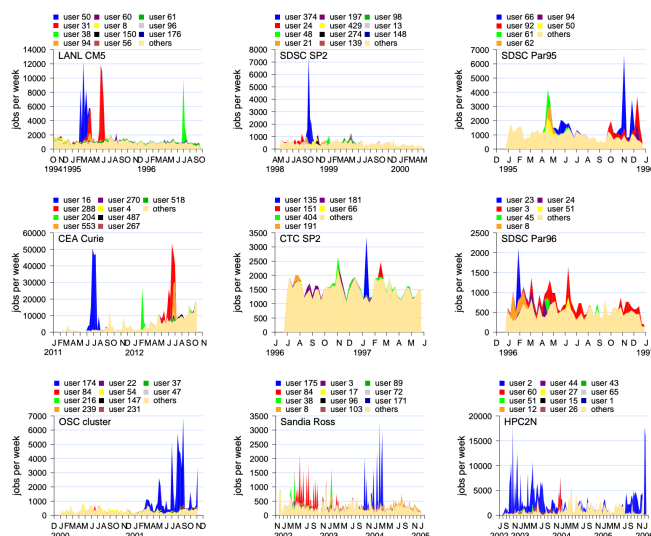 user 50 user 60 user 61
user 31 user 8 user 96
user 38 user 150 user 176
user 94 user 56 others
LANL CM5
jobs per week
14000
12000
10000
8000
6000
4000
2000
0
O ND JFMAMJJASONDJFMAMJJASO
1994 1995 1996
user 374 user 197 user 98
user 24 user 429 user 13
user 48 user 274 user 148
user 21 user 139 others
SDSC SP2
jobs per week
8000
7000
6000
5000
4000
3000
2000
1000
0
AMJJASONDJFMAMJJASONDJFMAM
1998 1999 2000
user 66 user 94
user 92 user 50
user 61 others
user 62
SDSC Par95
jobs per week
7000
6000
5000
4000
3000
2000
1000
0
D J F M A M J J A S O N D J
1995
user 16 user 270 user 518
user 288 user 4 others
user 204 user 487
user 553 user 267
CEA Curie
jobs per week
60000
50000
40000
30000
20000
10000
0
JFMAMJJASONDJFMAMJJASOND
2011 2012
user 135 user 181
user 151 user 66
user 404 others
user 191
CTC SP2
jobs per week
3500
3000
2500
2000
1500
1000
500
0
J J A S O N D J F M A M J
1996 1997
user 23 user 24
user 3 user 51
user 45 others
user 8
SDSC Par96
jobs per week
2500
2000
1500
1000
500
0
D J F M A M J J A S O N D J
1996
user 174 user 22 user 37
user 84 user 54 user 47
user 216 user 147 others
user 239 user 231
OSC cluster
jobs per week
7000
6000
5000
4000
3000
2000
1000
0
D JFMAMJJASONDJFMAMJJASOND
2000 2001
user 175 user 3 user 89
user 84 user 17 user 72
user 38 user 96 user 171
user 8 user 103 others
Sandia Ross
jobs per week
3500
3000
2500
2000
1500
1000
500
0
2002 2003 2004 2005
user 2 user 44 user 43
user 60 user 27 user 65
user 51 user 15 user 1
user 12 user 26 others
HPC2N
jobs per week
20000
15000
10000
5000
0
2002 2003 2004 2005